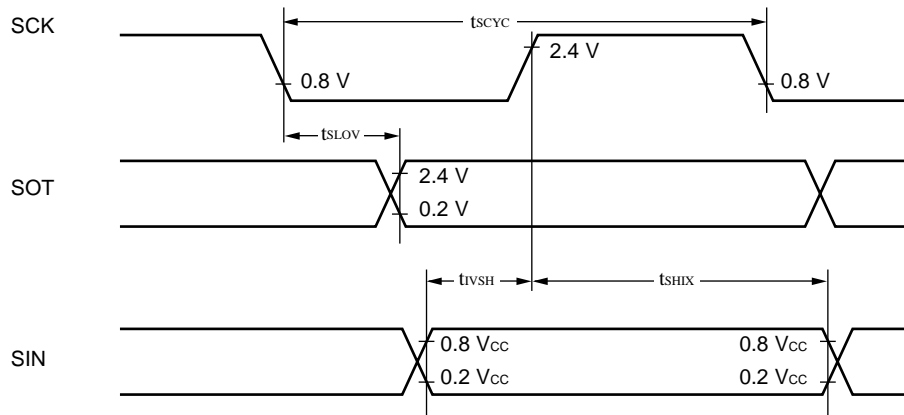 SCK
tSCYC
2.4 V
0.8 V
0.8 V
tSLOV
SOT
2.4 V
0.2 V
tIVSH
tSHIX
SIN
0.8 VCC
0.8 VCC
0.2 VCC
0.2 VCC